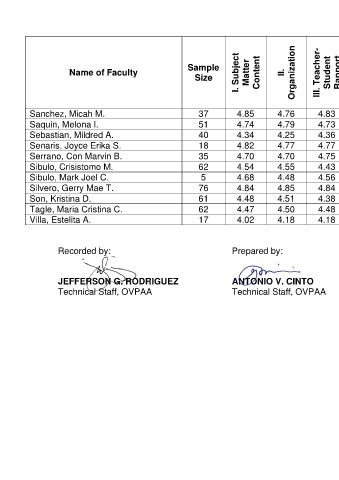 Name of Faculty Sample Size I. Subject Matter Content II. Organization III. Teacher-Student Rapport
Sanchez, Micah M. 37 4.85 4.76 4.83
Saquin, Melona I. 51 4.74 4.79 4.73
Sebastian, Mildred A. 40 4.34 4.25 4.36
Senaris, Joyce Erika S. 18 4.82 4.77 4.77
Serrano, Con Marvin B. 35 4.70 4.70 4.75
Sibulo, Crisistomo M. 62 4.54 4.55 4.43
Sibulo, Mark Joel C. 5 4.68 4.48 4.56
Silvero, Gerry Mae T. 76 4.84 4.85 4.84
Son, Kristina D. 61 4.48 4.51 4.38
Tagle, Maria Cristina C. 62 4.47 4.50 4.48
Villa, Estelita A. 17 4.02 4.18 4.18
Recorded by: Prepared by:
JEFFERSON G. RODRIGUEZ ANTONIO V. CINTO
Technical Staff, OVPAA Technical Staff, OVPAA